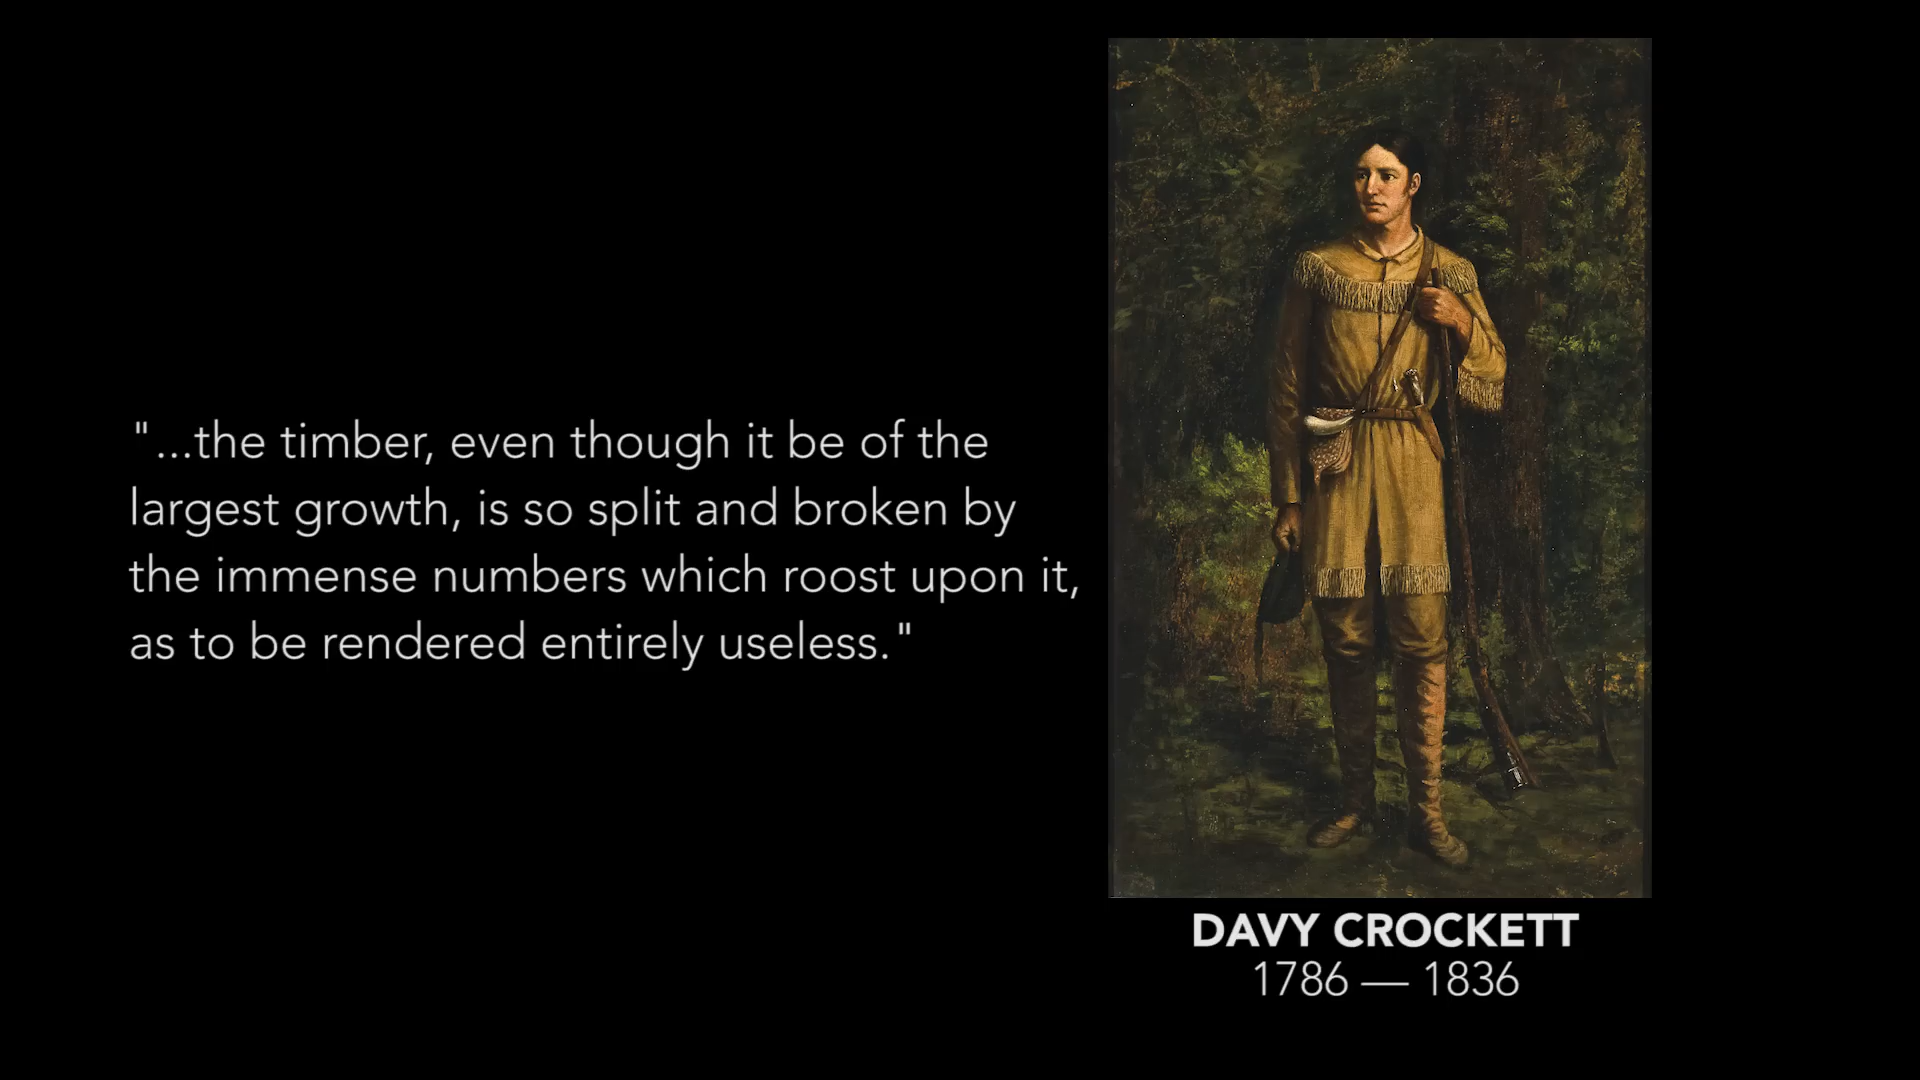 "...the timber, even though it be of the
largest growth, is so split and broken by
the immense numbers which roost upon it,
as to be rendered entirely useless."
DAVY CROCKETT
1786 — 1836